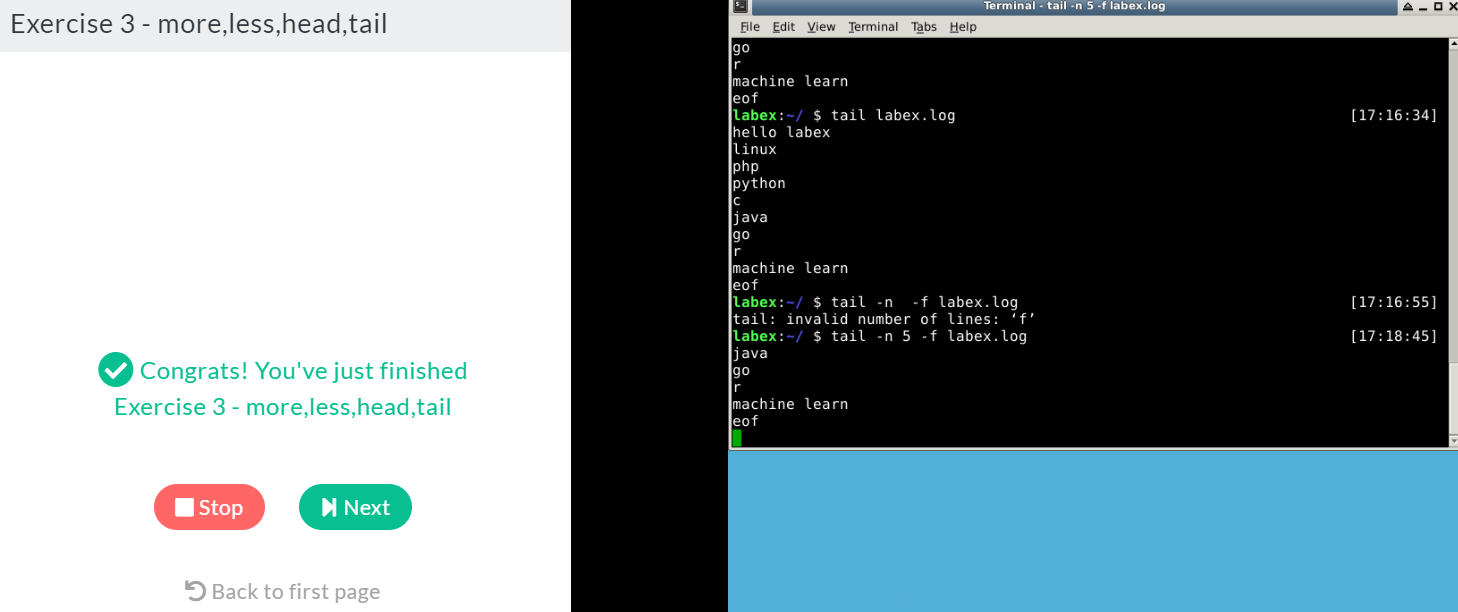 Exercise 3 - more,less,head,tail
Congrats! You've just finished
Exercise 3 - more,less,head,tail
Stop
Next
Back to first page
Terminal - tail -n 5 -f labex.log
File Edit View Terminal Tabs Help
go
r
machine learn
eof
labex:~/ $ tail labex.log [17:16:34]
hello labex
linux
php
python
c
java
go
r
machine learn
eof
labex:~/ $ tail -n  -f labex.log [17:16:55]
tail: invalid number of lines: ‘f’
labex:~/ $ tail -n 5 -f labex.log [17:18:45]
java
go
r
machine learn
eof